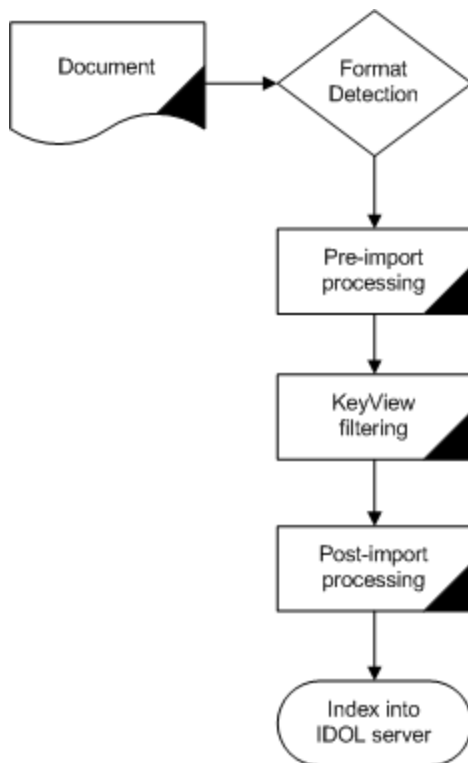 Document
Format
Detection
Pre-import
processing
KeyView
filtering
Post-import
processing
Index into
IDOL server